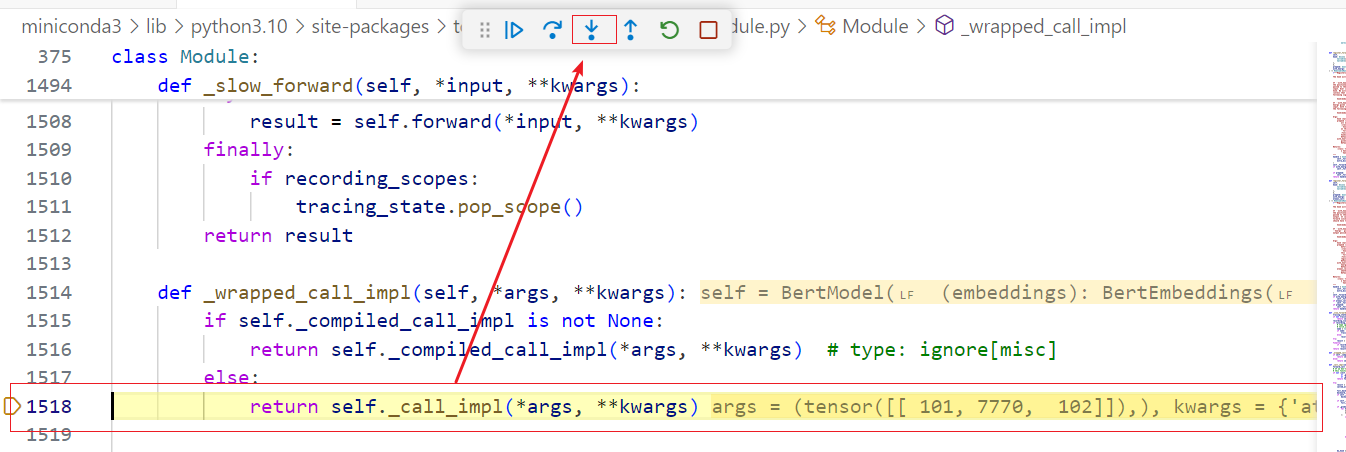 miniconda3 > lib > python3.10 > site-packages > dule.py > Module > _wrapped_call_impl
375 class Module:
1494 def _slow_forward(self, *input, **kwargs):
1508 result = self.forward(*input, **kwargs)
1509 finally:
1510 if recording_scopes:
1511 tracing_state.pop_scope()
1512 return result
1513
1514 def _wrapped_call_impl(self, *args, **kwargs): self = BertModel(LF (embeddings): BertEmbeddings(LF
1515 if self._compiled_call_impl is not None:
1516 return self._compiled_call_impl(*args, **kwargs) # type: ignore[misc]
1517 else:
1518 return self._call_impl(*args, **kwargs) args = (tensor([[ 101, 7770, 102]]),), kwargs = {'at
1519